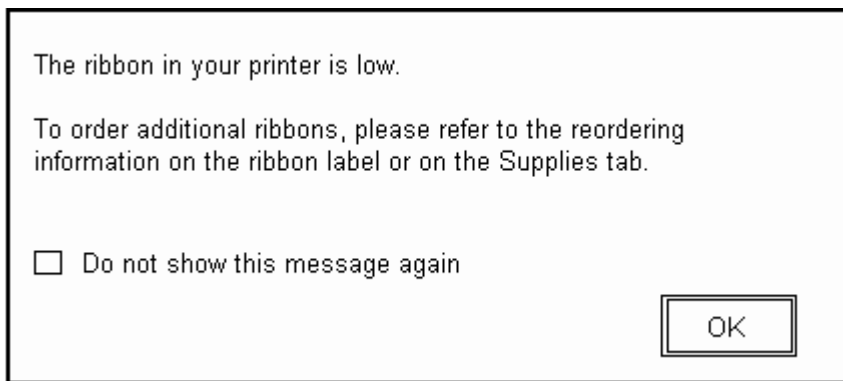 The ribbon in your printer is low.
To order additional ribbons, please refer to the reordering
information on the ribbon label or on the Supplies tab.
Do not show this message again
OK